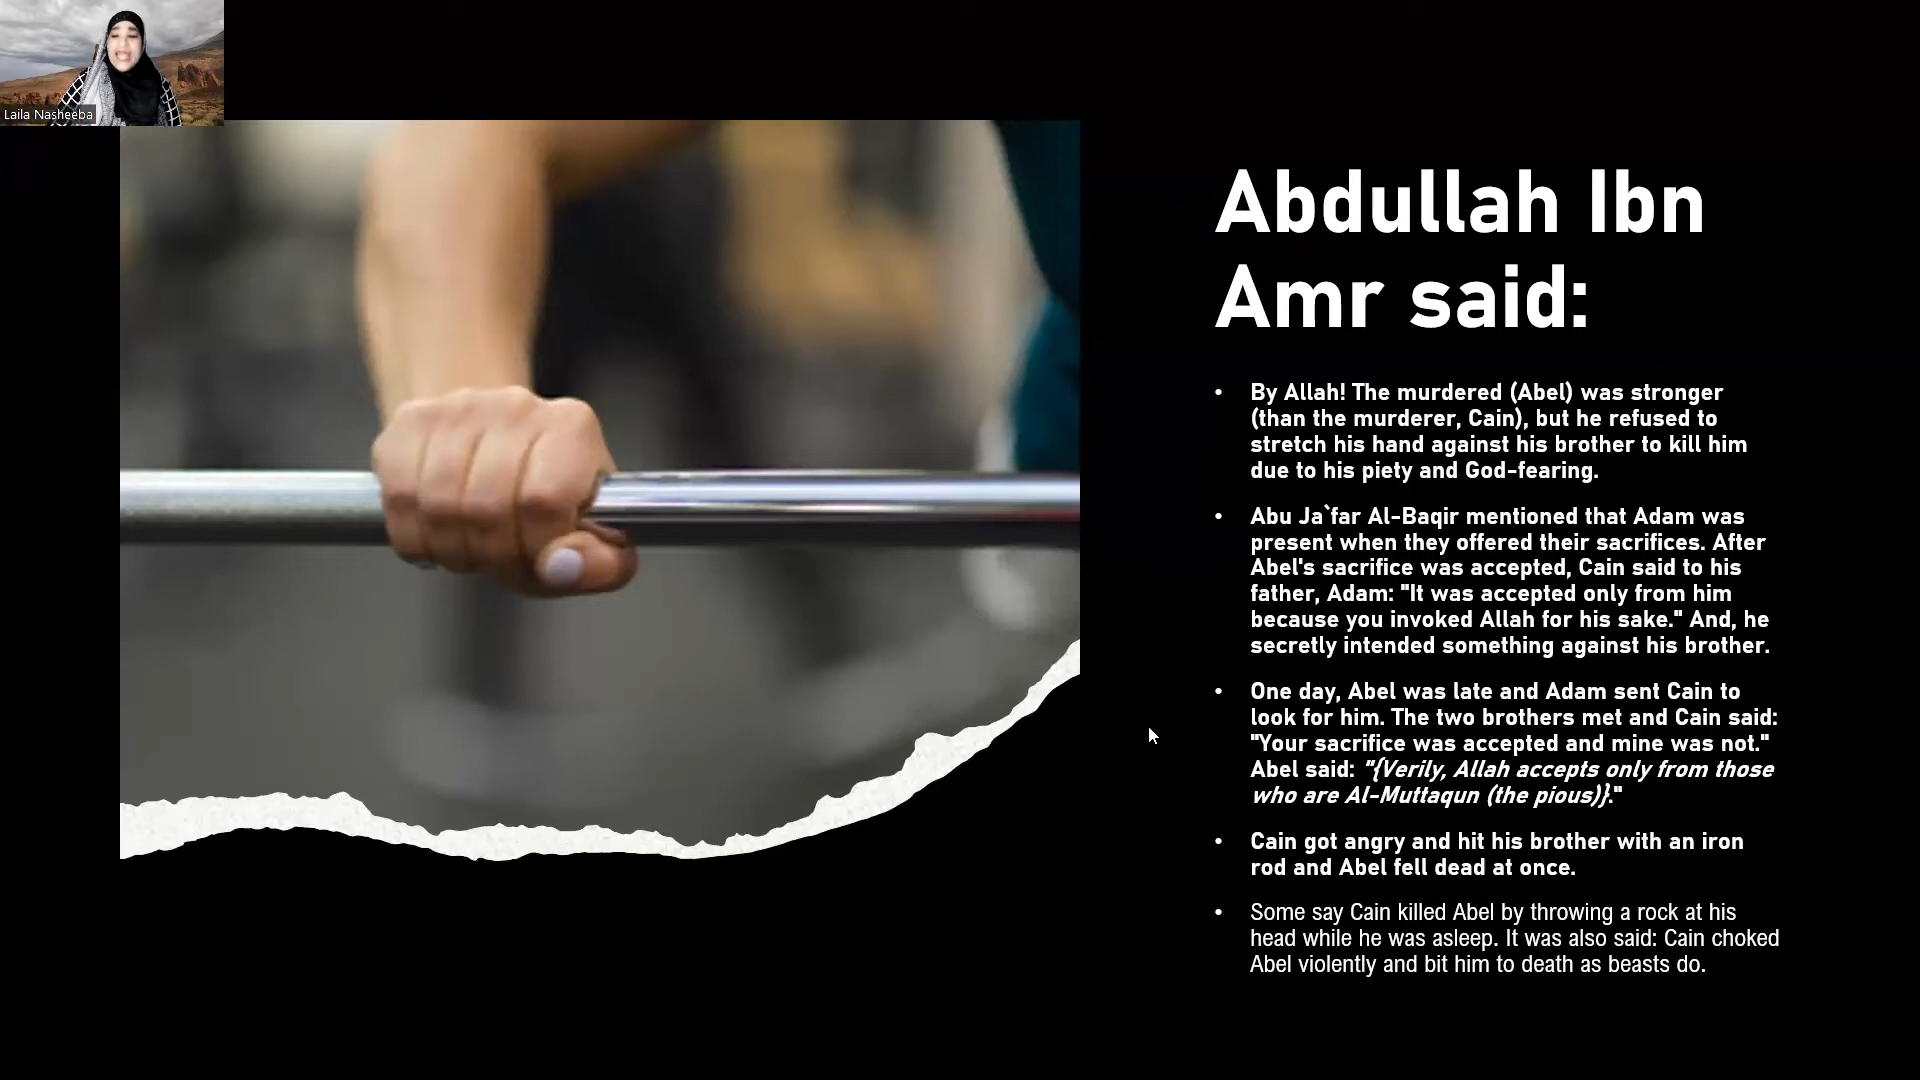 Laila Nasheeba
Abdullah Ibn
Amr said:
• By Allah! The murdered (Abel) was stronger
(than the murderer, Cain), but he refused to
stretch his hand against his brother to kill him
due to his piety and God-fearing.
• Abu Ja`far Al-Baqir mentioned that Adam was
present when they offered their sacrifices. After
Abel's sacrifice was accepted, Cain said to his
father, Adam: "It was accepted only from him
because you invoked Allah for his sake." And, he
secretly intended something against his brother.
• One day, Abel was late and Adam sent Cain to
look for him. The two brothers met and Cain said:
"Your sacrifice was accepted and mine was not."
Abel said: "{Verily, Allah accepts only from those
who are Al-Muttaqun (the pious)}."
• Cain got angry and hit his brother with an iron
rod and Abel fell dead at once.
• Some say Cain killed Abel by throwing a rock at his
head while he was asleep. It was also said: Cain choked
Abel violently and bit him to death as beasts do.